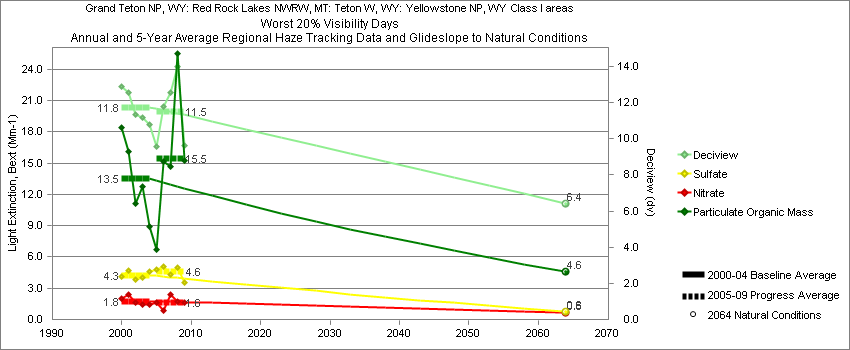 Grand Teton NP, WY: Red Rock Lakes NWRW, MT: Teton W, WY: Yellowstone NP, WY Class I areas
Worst 20% Visibility Days
Annual and 5-Year Average Regional Haze Tracking Data and Glideslope to Natural Conditions
Light Extinction, Bext, (Mm-1)
24.0
21.0
18.0
15.0
12.0
9.0
6.0
3.0
0.0
11.8
11.5
15.5
13.5
4.3
4.6
1.8
1.6
6.4
4.6
14.0
12.0
10.0
8.0
6.0
4.0
2.0
0.0
Deciview (dv)
1990 2000 2010 2020 2030 2040 2050 2060 2070
Deciview
Sulfate
Nitrate
Particulate Organic Mass
2000-04 Baseline Average
2005-09 Progress Average
2064 Natural Conditions